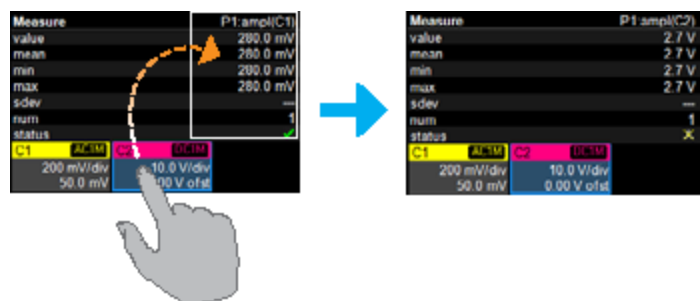 Measure P1:ampl(C1)
value 280.0 mV
mean 280.0 mV
min 280.0 mV
max 280.0 mV
sdev ---
num 1
status
C1 AC1M C2 DC1M
200 mV/div 10.0 V/div
50.0 mV 00 V ofst
Measure P1:ampl(C2)
value 2.7 V
mean 2.7 V
min 2.7 V
max 2.7 V
sdev ---
num 1
status
C1 AC1M C2 DC1M
200 mV/div 10.0 V/div
50.0 mV 0.00 V ofst